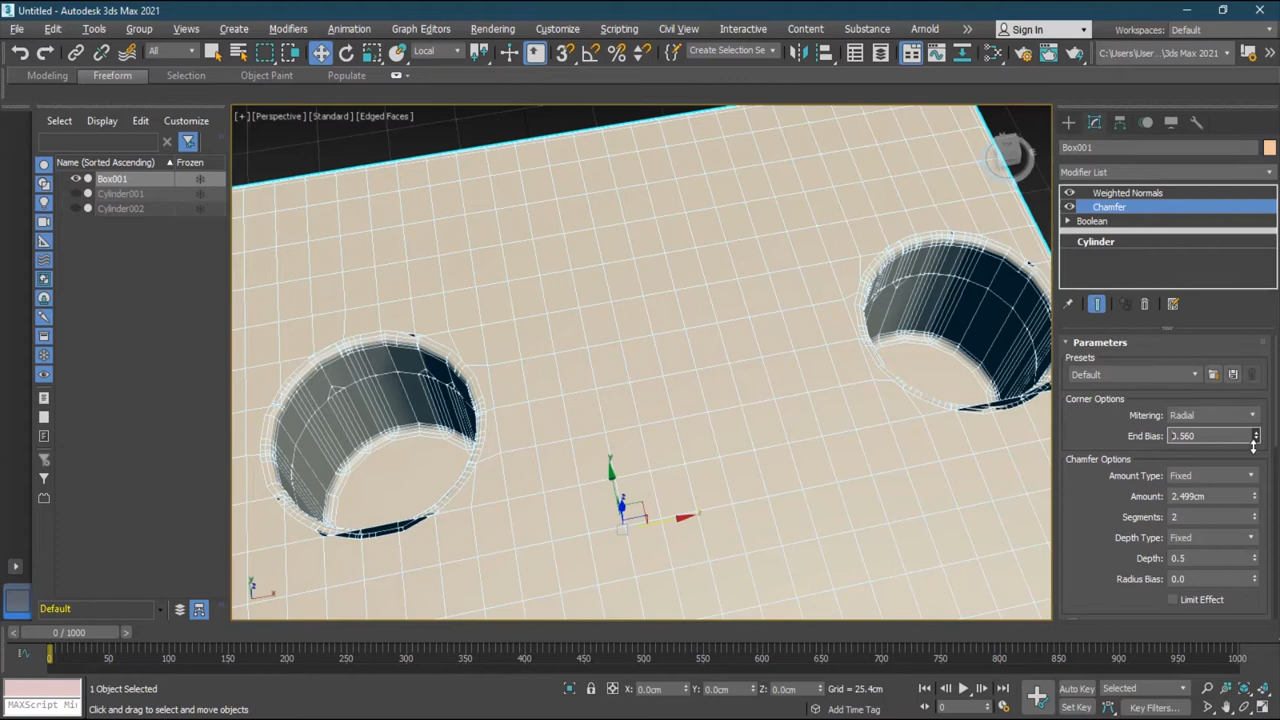 Untitled - Autodesk 3ds Max 2021
File Edit Tools Group Views Create Modifiers Animation Graph Editors Rendering Customize Scripting Civil View Interactive Content Substance Arnold Sign In Workspaces: Default
All Local Create Selection Se C:\Users\User ...\3ds Max 2021
Modeling Freeform Selection Object Paint Populate
Select Display Edit Customize
Name (Sorted Ascending) Frozen
Box001
Cylinder001
Cylinder002
[+] [Perspective] [Standard] [Edged Faces]
Box001
Modifier List
Weighted Normals
Chamfer
Boolean
Cylinder
Parameters
Presets
Default
Corner Options
Mitering: Radial
End Bias: 0.560
Chamfer Options
Amount Type: Fixed
Amount: 2.499cm
Segments: 2
Depth Type: Fixed
Depth: 0.5
Radius Bias: 0.0
Limit Effect
Default
0 / 1000
0 50 100 150 200 250 300 350 400 450 500 550 600 650 700 750 800 850 900 950 1000
MAXScript Mi
1 Object Selected
Click and drag to select and move objects
X: 0.0cm Y: 0.0cm Z: 0.0cm Grid = 25.4cm
Add Time Tag
0
Auto Key Selected
Set Key Key Filters...